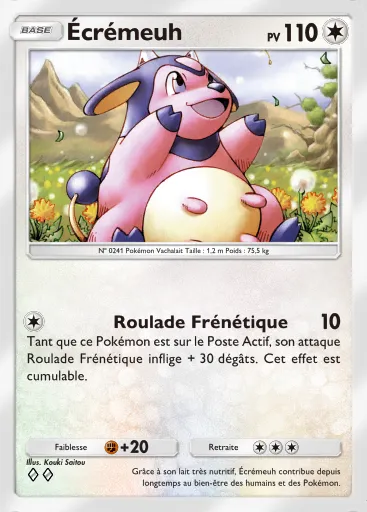 BASE Écrémeuh PV 110
N° 0241 Pokémon Vachalait Taille : 1,2 m Poids : 75,5 kg
Roulade Frénétique 10
Tant que ce Pokémon est sur le Poste Actif, son attaque
Roulade Frénétique inflige + 30 dégâts. Cet effet est
cumulable.
Faiblesse +20 Retraite
Illus. Kouki Saitou
Grâce à son lait très nutritif, Écrémeuh contribue depuis
longtemps au bien-être des humains et des Pokémon.